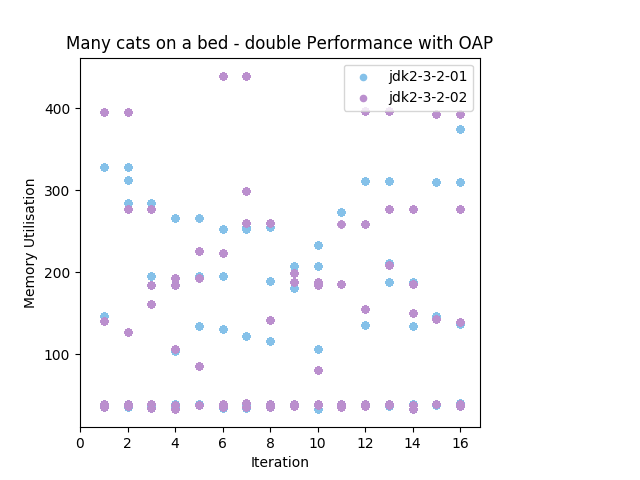 Many cats on a bed - double Performance with OAP
jdk2-3-2-01
jdk2-3-2-02
Memory Utilisation
400
300
200
100
0 2 4 6 8 10 12 14 16
Iteration